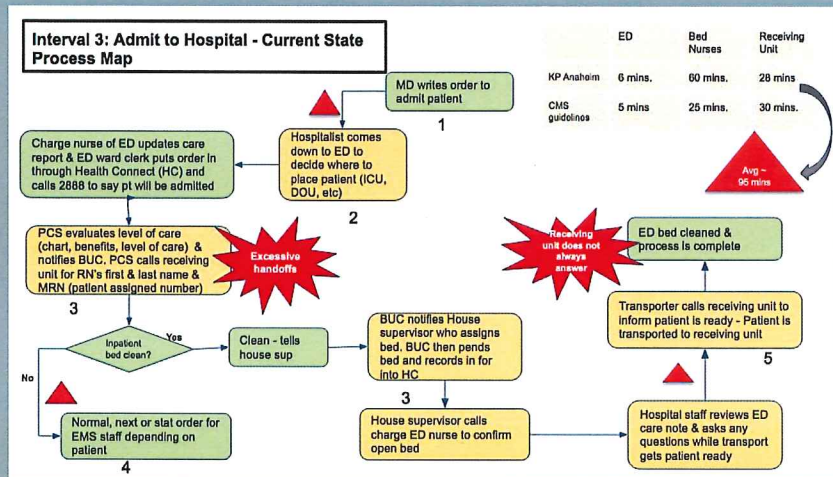 Interval 3: Admit to Hospital - Current State
Process Map
ED
Bed
Nurses
Receiving
Unit
KP Anaheim
6 mins.
60 mins.
28 mins
CMS
guidelines
5 mins
25 mins.
30 mins.
Avg ~
95 mins
MD writes order to
admit patient
1
Hospitalist comes
down to ED to
decide where to
place patient (ICU,
DOU, etc)
2
Charge nurse of ED updates care
report & ED ward clerk puts order in
through Health Connect (HC) and
calls 2888 to say pt will be admitted
PCS evaluates level of care
(chart, benefits, level of care) &
notifies BUC. PCS calls receiving
unit for RN's first & last name &
MRN (patient assigned number)
3
Excessive
handoffs
Inpatient
bed clean?
Yes
No
Clean - tells
house sup
Normal, next or stat order for
EMS staff depending on
patient
4
BUC notifies House
supervisor who assigns
bed. BUC then pends
bed and records in for
into HC
3
House supervisor calls
charge ED nurse to confirm
open bed
Hospital staff reviews ED
care note & asks any
questions while transport
gets patient ready
Transporter calls receiving unit to
inform patient is ready - Patient is
transported to receiving unit
5
Receiving
unit does not
always
answer
ED bed cleaned &
process is complete